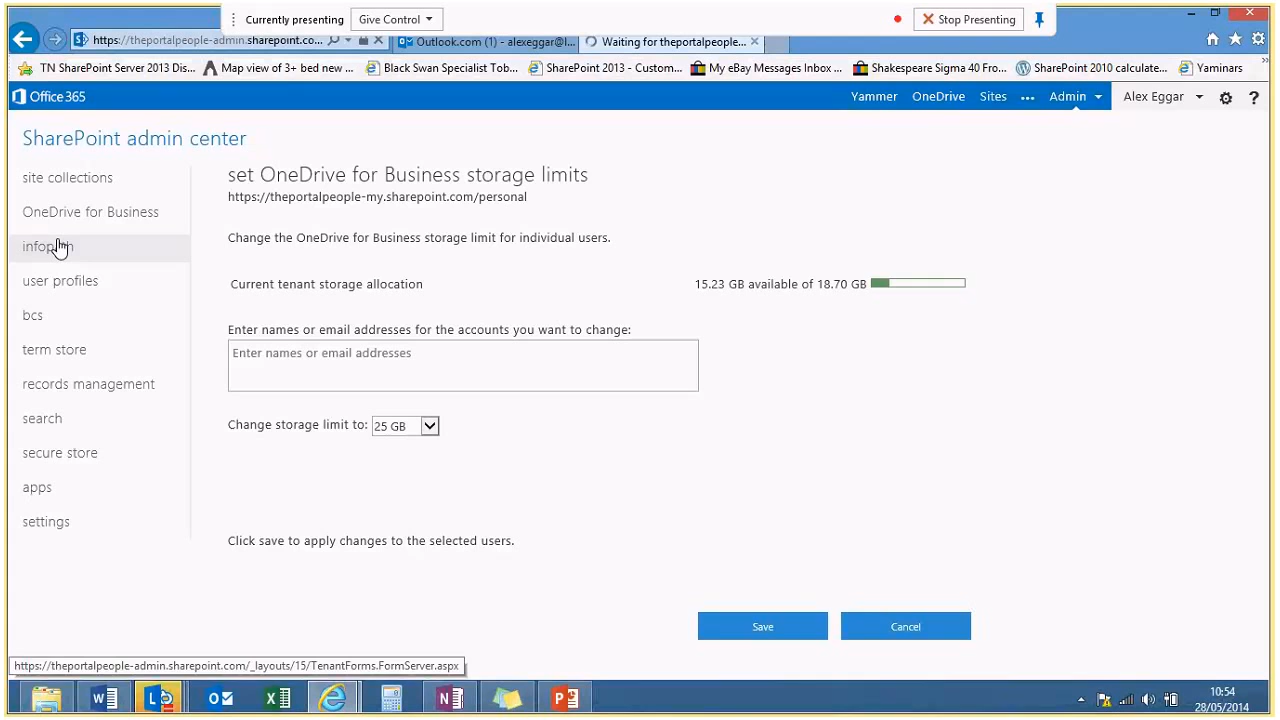 Currently presenting
Give Control
Stop Presenting
https://theportalpeople-admin.sharepoint.co...
Outlook.com (1) - alexeggar@l...
Waiting for theportalpeople...
TN SharePoint Server 2013 Dis...
Map view of 3+ bed new ...
Black Swan Specialist Tob...
SharePoint 2013 - Custom...
My eBay Messages Inbox ...
Shakespeare Sigma 40 Fro...
SharePoint 2010 calculate...
Yaminars
Office 365
Yammer
OneDrive
Sites
Admin
Alex Eggar
SharePoint admin center
site collections
OneDrive for Business
user profiles
bcs
term store
records management
search
secure store
apps
settings
set OneDrive for Business storage limits
https://theportalpeople-my.sharepoint.com/personal
Change the OneDrive for Business storage limit for individual users.
Current tenant storage allocation
15.23 GB available of 18.70 GB
Enter names or email addresses for the accounts you want to change:
Enter names or email addresses
Change storage limit to: 25 GB
Click save to apply changes to the selected users.
Save
Cancel
https://theportalpeople-admin.sharepoint.com/_layouts/15/TenantForms.FormServer.aspx
10:54
28/05/2014